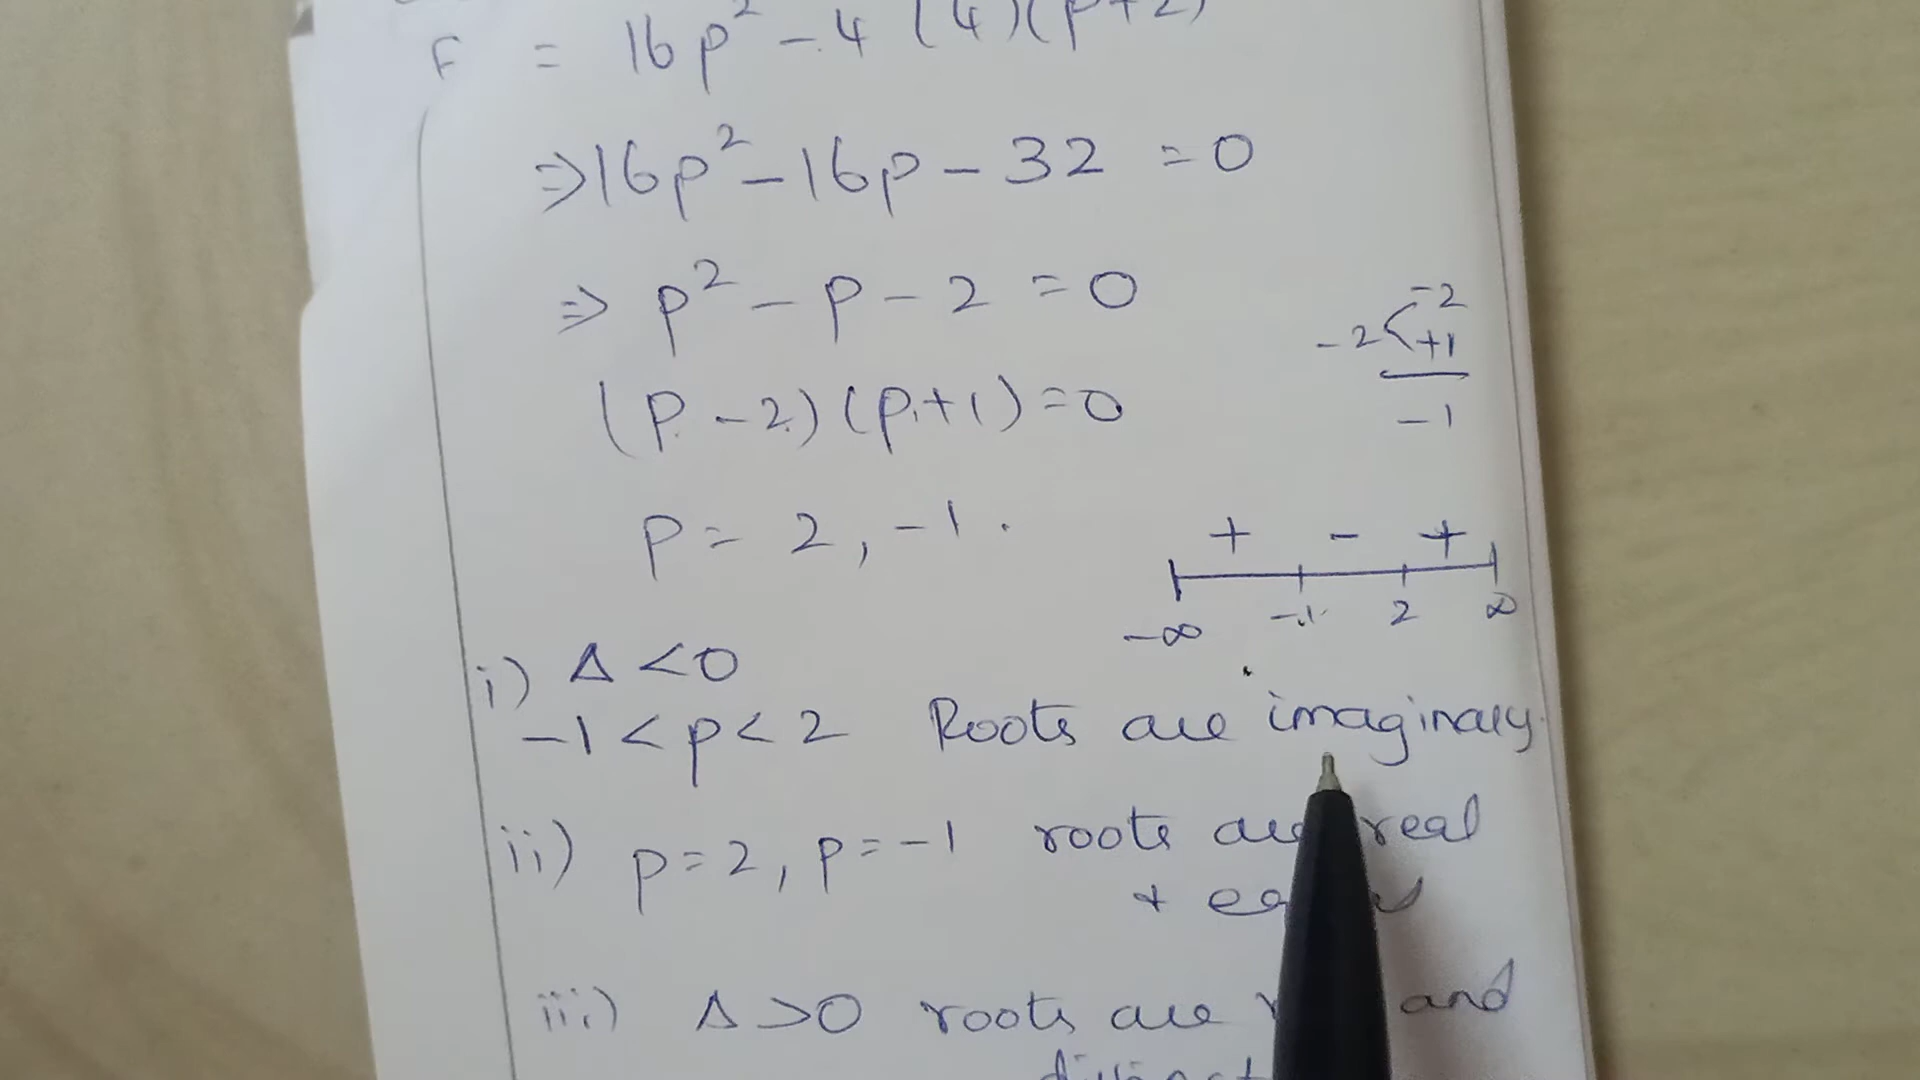 = 16p² - 4 (4)(p+2)
⇒ 16p² - 16p - 32 = 0
⇒ p² - p - 2 = 0
-2 < -2
+1
-1
(p - 2)(p + 1) = 0
p = 2, -1.
+ - +
-∞ -1 2 ∞
i) Δ < 0
-1 < p < 2 Roots are imaginary.
ii) p = 2, p = -1 roots are real
+
iii) Δ > 0 roots are and